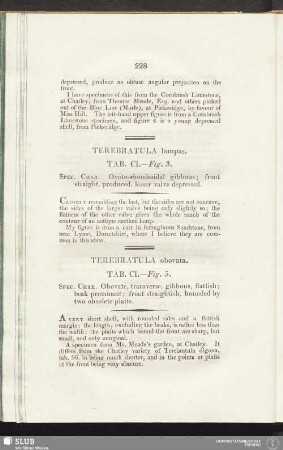 228
depressed, produce an obtuse angular projection on the
front.
I have specimens of this from the Cornbrash Limestone,
at Chatley, from Thomas Meade, Esq. and others picked
out of the Blue Lias (Marle), at Pickeridge, by favour of
Miss Hill. The left-hand upper figure is from a Cornbrash
Limestone specimen, and figure 4 is a young depressed
shell, from Pickeridge.
TEREBRATULA lampas.
TAB. CI.—Fig. 3.
Spec. Char. Ovato-rhomboidal gibbous; front
straight, produced, lesser valve depressed.
Closely resembling the last, but the sides are not concave,
the sides of the larger valve being only slightly so; the
flatness of the other valve gives the whole much of the
contour of an antique earthen lamp.
My figure is from a cast in ferruginous Sandstone, from
near Lyme, Dorsetshire, where I believe they are com-
mon in this state.
TEREBRATULA obovata.
TAB. CI.—Fig. 5.
Spec. Char. Obovate, transverse, gibbous, flattish;
beak prominent; front straightish, bounded by
two obsolete plaits.
A very short shell, with rounded sides and a flattish
margin; the length, excluding the beaks, is rather less than
the width; the plaits which bound the front are sharp, but
small, and only marginal.
A specimen from Mr. Meade's garden, at Chatley. It
differs from the Chatley variety of Terebratula digona,
tab. 96. in being much shorter, and in the points or plaits
at the front being very obscure.
SLUB